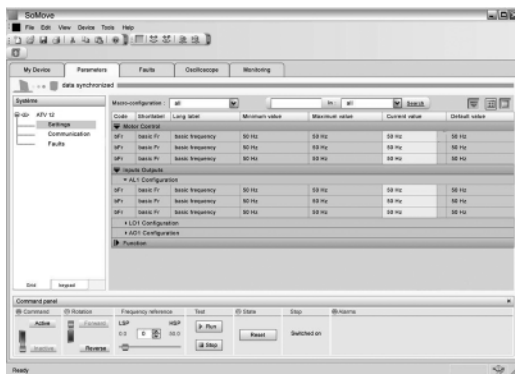 SoMove
File Edit View Device Tools Help
My Device Parameters Faults Oscilloscope Monitoring
data synchronized
Système
ATV 12
Settings
Communication
Faults
Macro-configuration : all In : all Search
Code Shortlabel Long label Minimum value Maximum value Current value Default value
Motor Control
bFr basic Fr basic frequency 50 Hz 50 Hz 50 Hz 50 Hz
bFr basic Fr basic frequency 50 Hz 50 Hz 50 Hz 50 Hz
bFr basic Fr basic frequency 50 Hz 50 Hz 50 Hz 50 Hz
Inputs Outputs
AL1 Configuration
bFr basic Fr basic frequency 50 Hz 50 Hz 50 Hz 50 Hz
bFr basic Fr basic frequency 50 Hz 50 Hz 50 Hz 50 Hz
bFr basic Fr basic frequency 50 Hz 50 Hz 50 Hz 50 Hz
LO1 Configuration
AO1 Configuration
Function
keypad
Command panel
Command Rotation Frequency reference Test State Stop Alarms
Active Forward LSP HSP Run
0.0 0 Reset Switched on
Inactive Reverse Stop
Ready